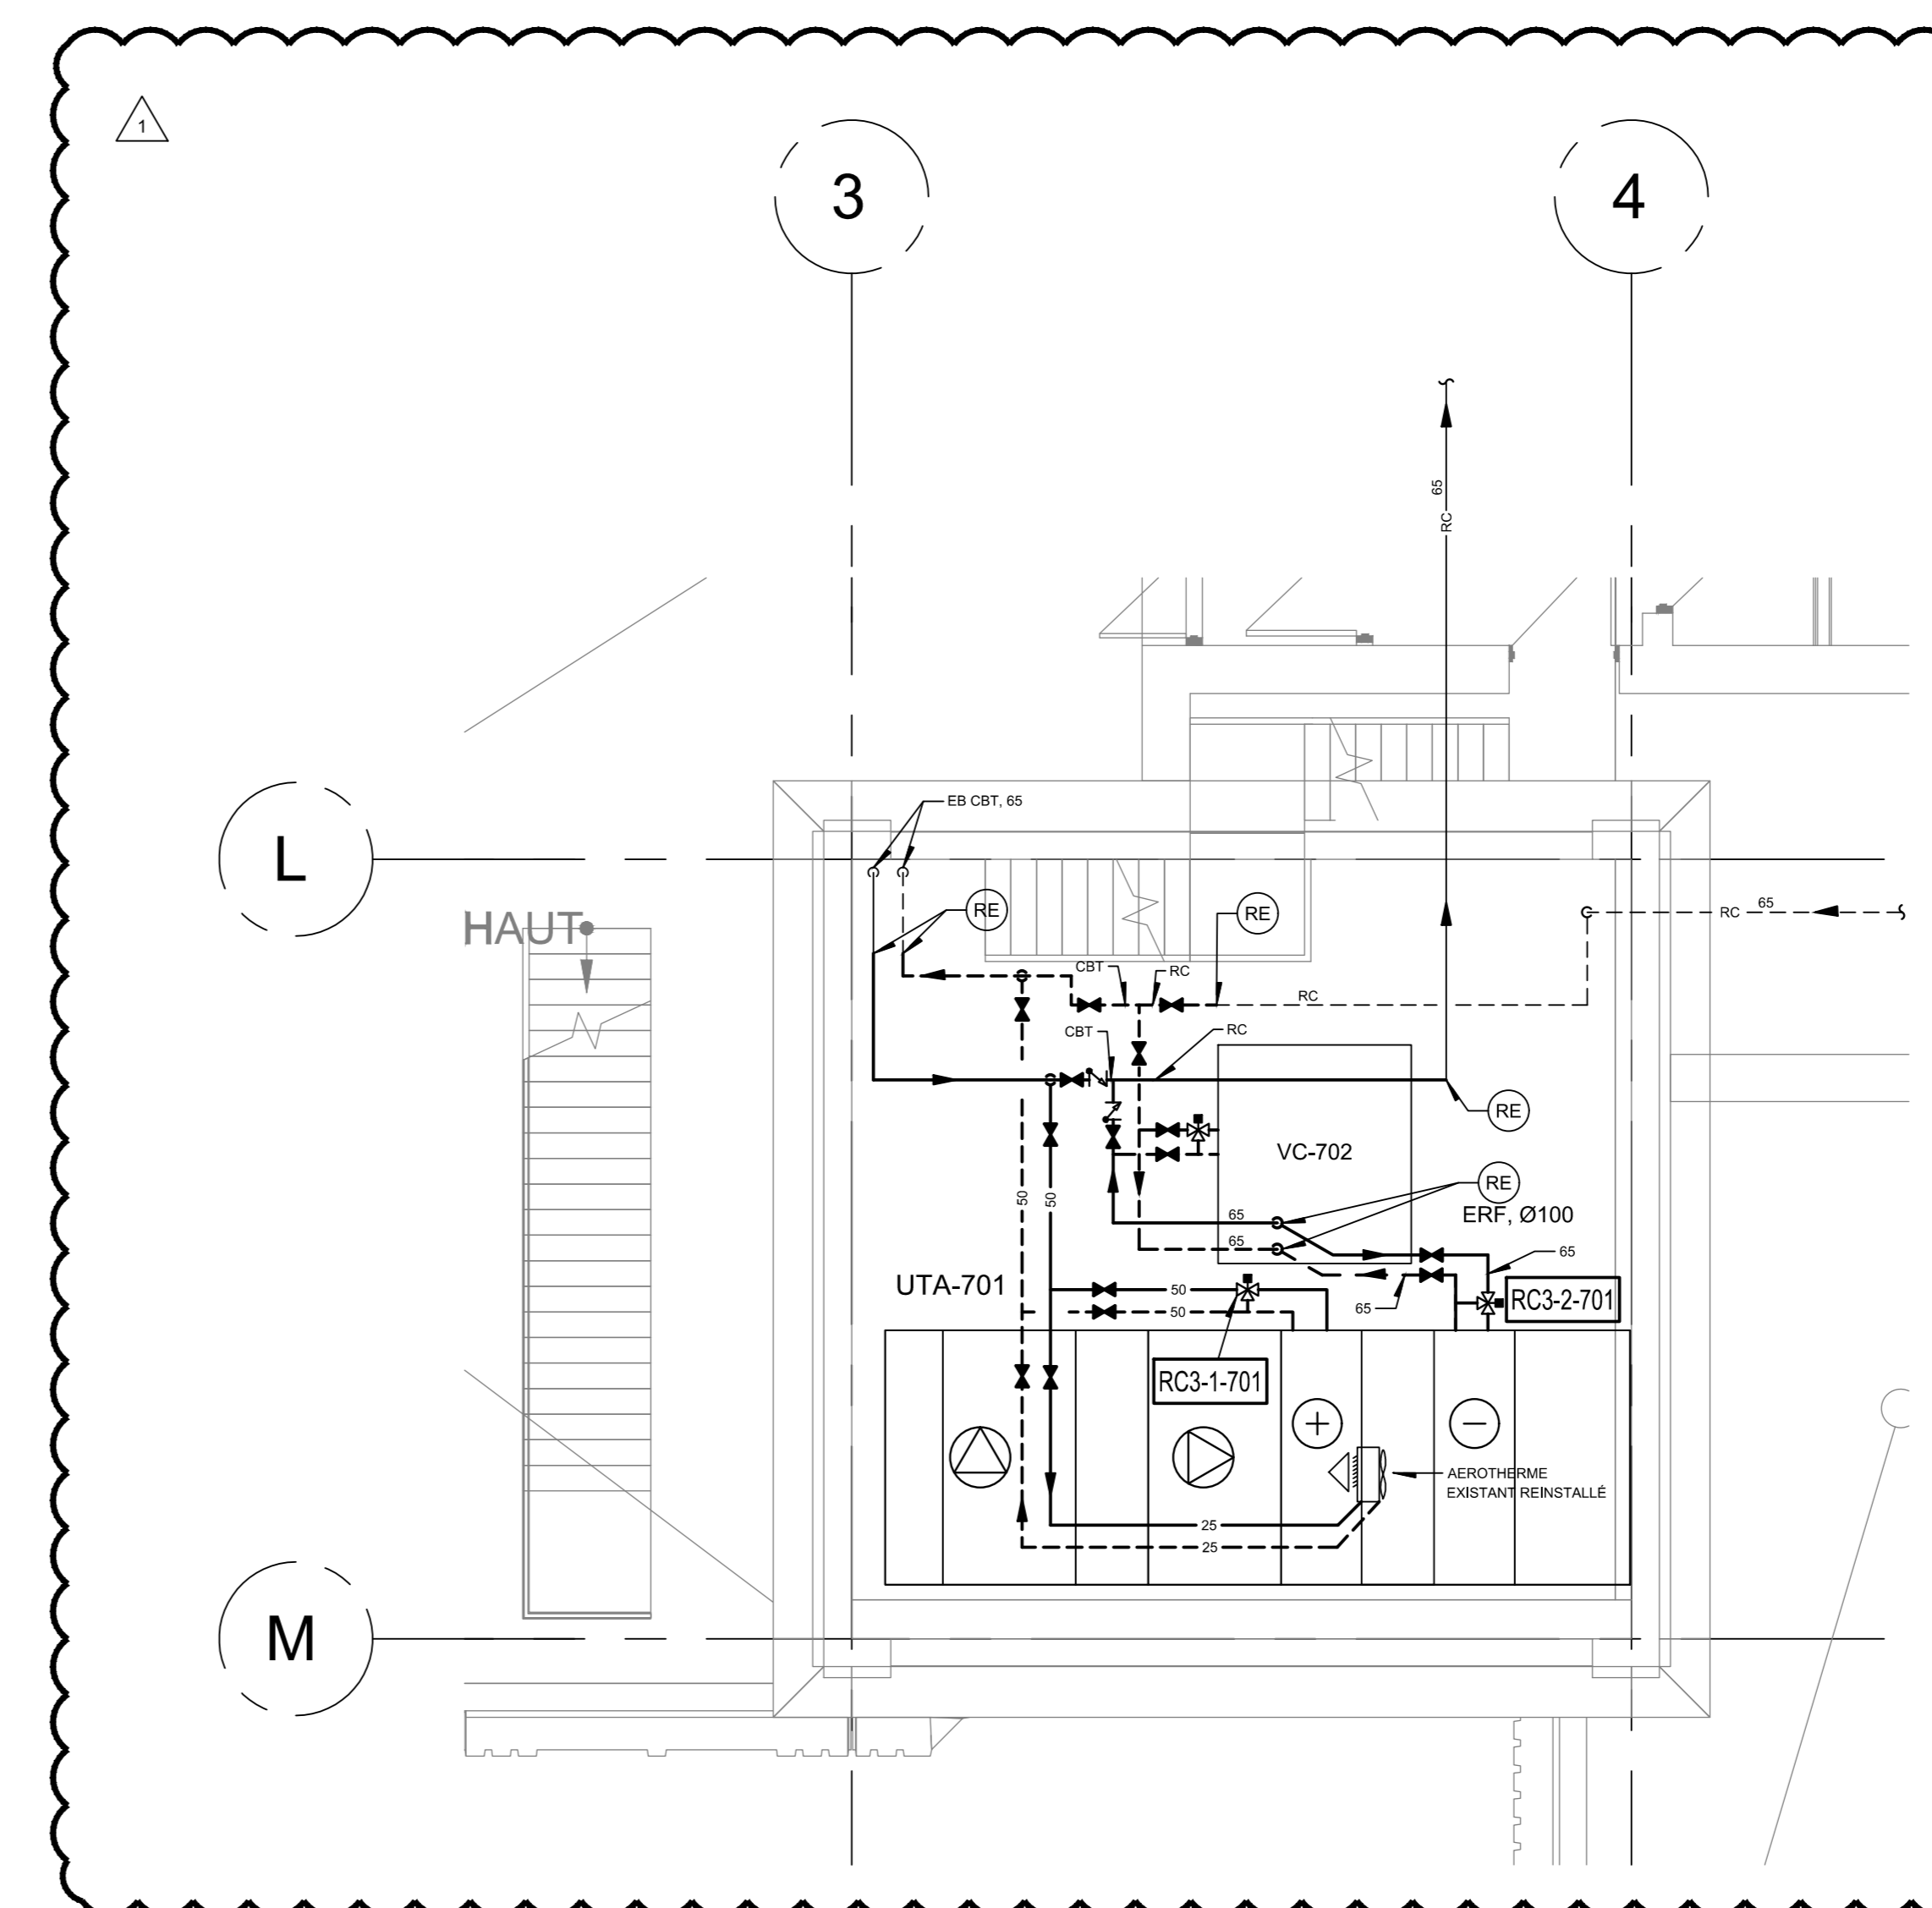 1
3
4
65
RC
EB CBT, 65
L
RE
RE
HAUT
RC
65
CBT
RC
RC
CBT
RC
RE
VC-702
50
50
RE
65
ERF, Ø100
65
65
UTA-701
50
65
50
RC3-2-701
RC3-1-701
AEROTHERME
EXISTANT REINSTALLÉ
25
25
M